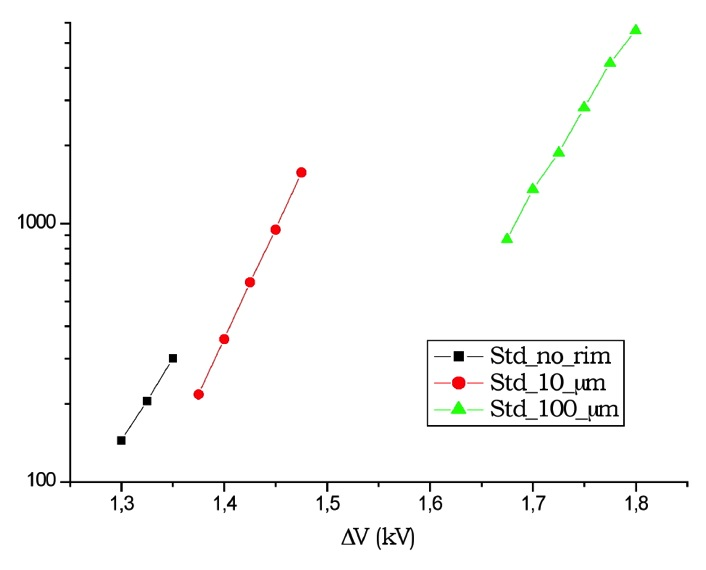 1000
100
1,3 1,4 1,5 1,6 1,7 1,8
ΔV (kV)
Std_no_rim
Std_10_µm
Std_100_µm